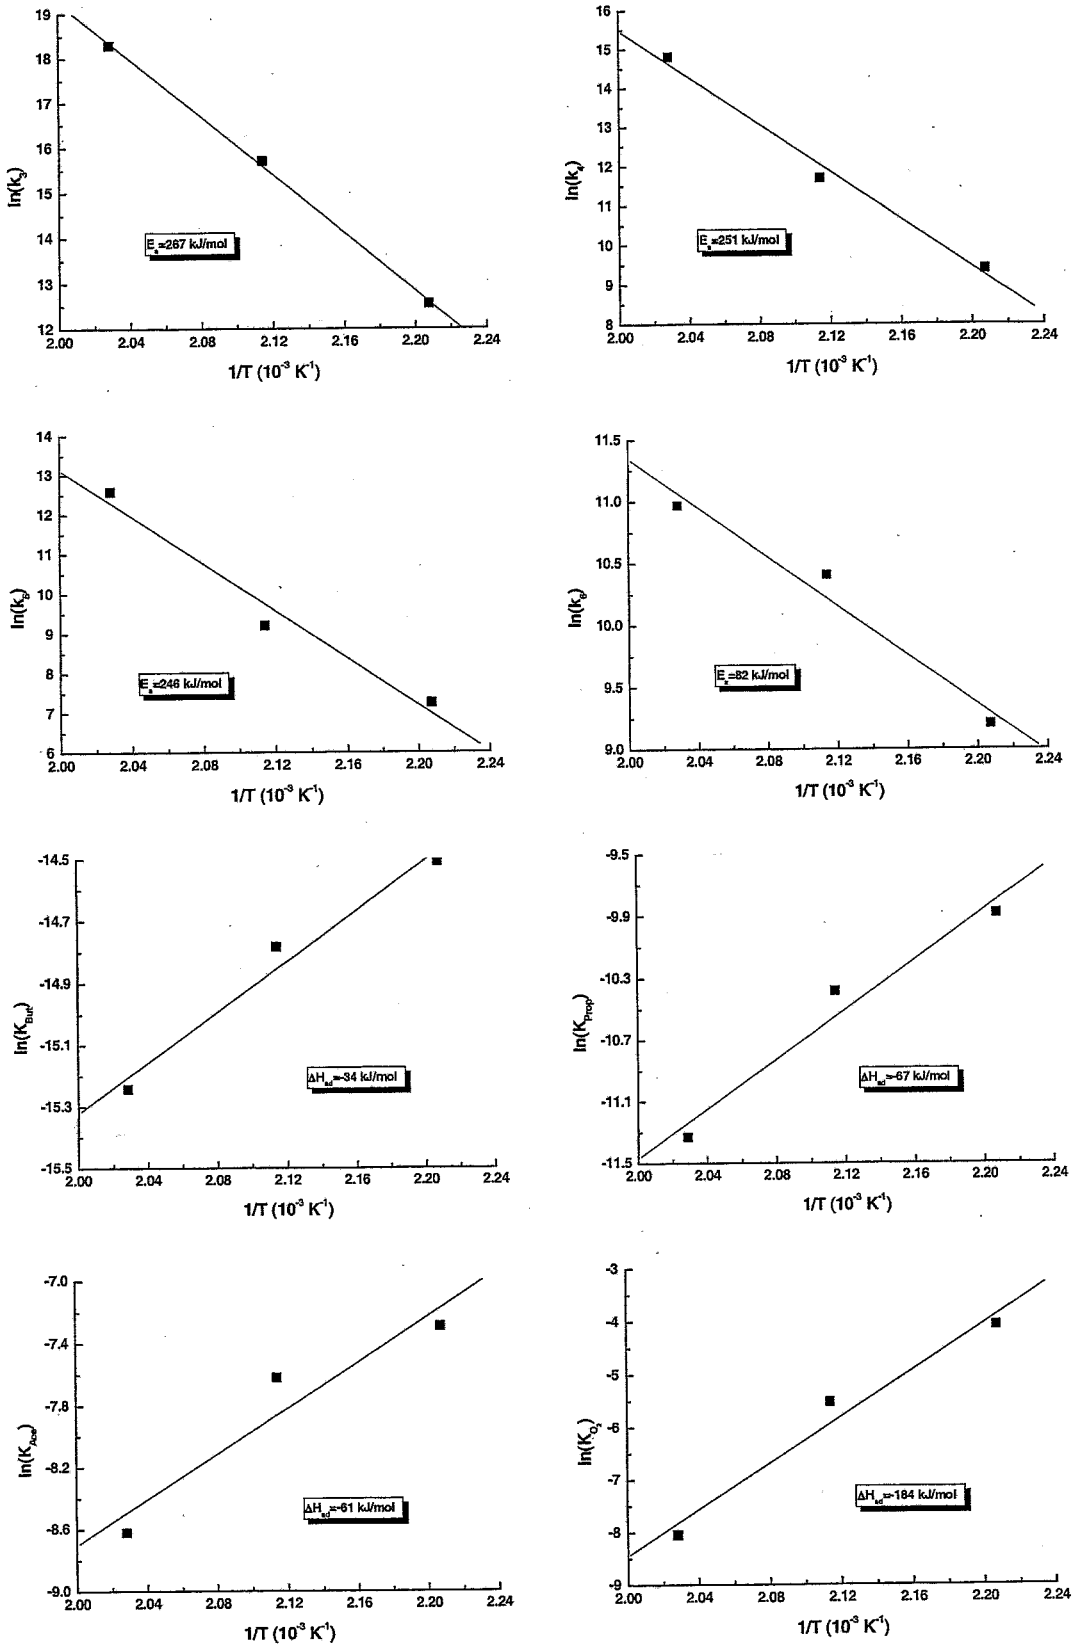 19
18
17
16
15
14
13
12
ln(k3)
Ea=267 kJ/mol
2.00 2.04 2.08 2.12 2.16 2.20 2.24
1/T (10-3 K-1)
16
15
14
13
12
11
10
9
8
ln(k4)
Ea=251 kJ/mol
2.00 2.04 2.08 2.12 2.16 2.20 2.24
1/T (10-3 K-1)
14
13
12
11
10
9
8
7
6
ln(k5)
Ea=246 kJ/mol
2.00 2.04 2.08 2.12 2.16 2.20 2.24
1/T (10-3 K-1)
11.5
11.0
10.5
10.0
9.5
9.0
ln(k6)
Ea=82 kJ/mol
2.00 2.04 2.08 2.12 2.16 2.20 2.24
1/T (10-3 K-1)
-14.5
-14.7
-14.9
-15.1
-15.3
-15.5
ln(KBut)
ΔHad=-34 kJ/mol
2.00 2.04 2.08 2.12 2.16 2.20 2.24
1/T (10-3 K-1)
-9.5
-9.9
-10.3
-10.7
-11.1
-11.5
ln(KProp)
ΔHad=-67 kJ/mol
2.00 2.04 2.08 2.12 2.16 2.20 2.24
1/T (10-3 K-1)
-7.0
-7.4
-7.8
-8.2
-8.6
-9.0
ln(KAce)
ΔHad=-61 kJ/mol
2.00 2.04 2.08 2.12 2.16 2.20 2.24
1/T (10-3 K-1)
-3
-4
-5
-6
-7
-8
-9
ln(KO2)
ΔHad=-184 kJ/mol
2.00 2.04 2.08 2.12 2.16 2.20 2.24
1/T (10-3 K-1)